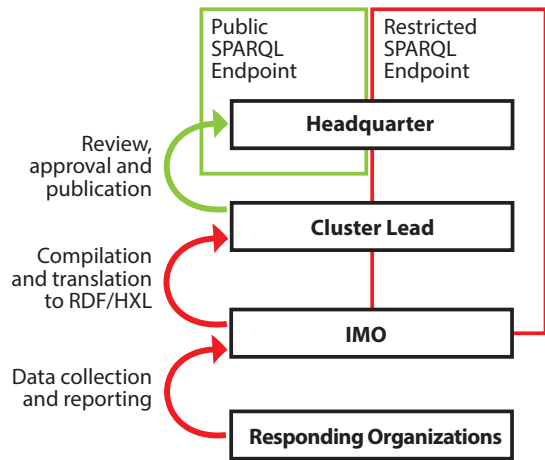 Public
SPARQL
Endpoint
Restricted
SPARQL
Endpoint
Headquarter
Review,
approval and
publication
Cluster Lead
Compilation
and translation
to RDF/HXL
IMO
Data collection
and reporting
Responding Organizations